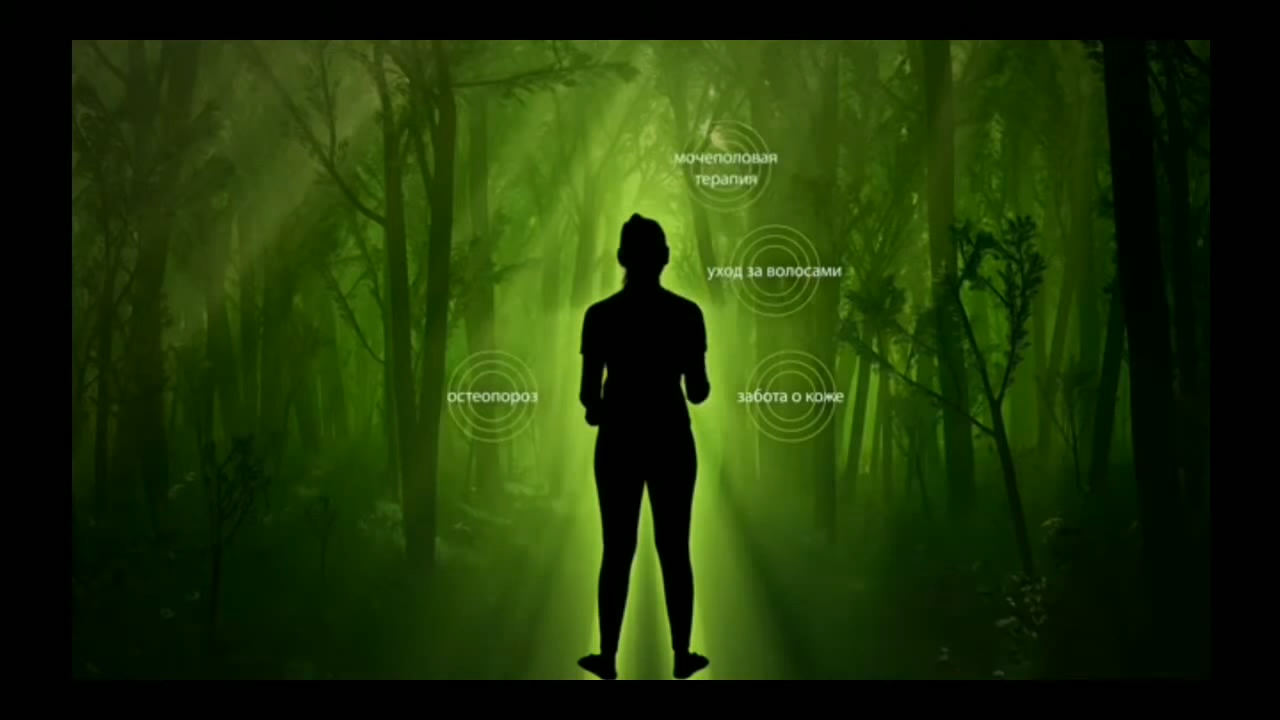 мочеполовая
терапия
уход за волосами
остеопороз
забота о коже